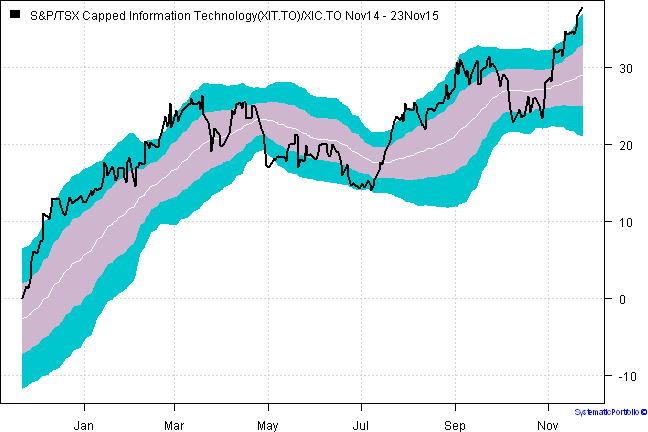 S&P/TSX Capped Information Technology(XIT.TO)/XIC.TO Nov14 - 23Nov15
30
20
10
0
-10
Jan Mar May Jul Sep Nov
SystematicPortfolio ©